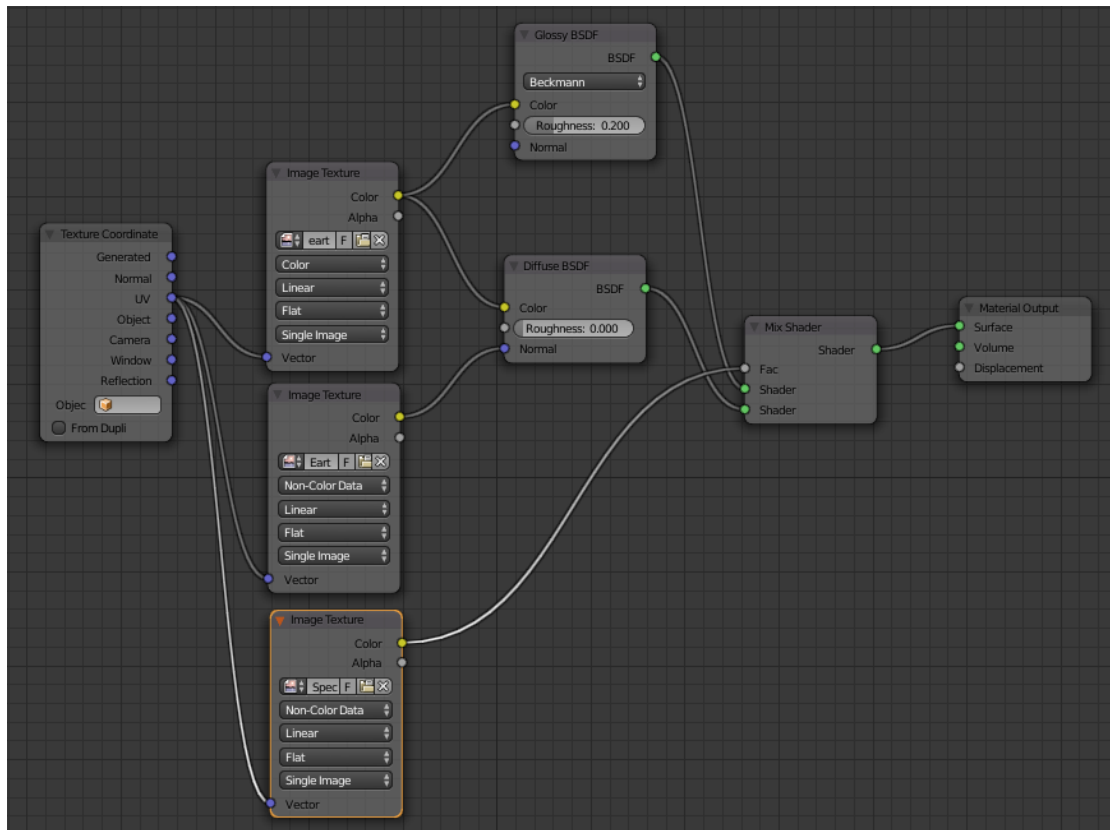 Glossy BSDF
BSDF
Beckmann
Color
Roughness: 0.200
Normal
Image Texture
Color
Alpha
eart F
Color
Linear
Flat
Single Image
Vector
Texture Coordinate
Generated
Normal
UV
Object
Camera
Window
Reflection
Objec
From Dupli
Diffuse BSDF
BSDF
Color
Roughness: 0.000
Normal
Mix Shader
Shader
Fac
Shader
Shader
Material Output
Surface
Volume
Displacement
Image Texture
Color
Alpha
Eart F
Non-Color Data
Linear
Flat
Single Image
Vector
Image Texture
Color
Alpha
Spec F
Non-Color Data
Linear
Flat
Single Image
Vector